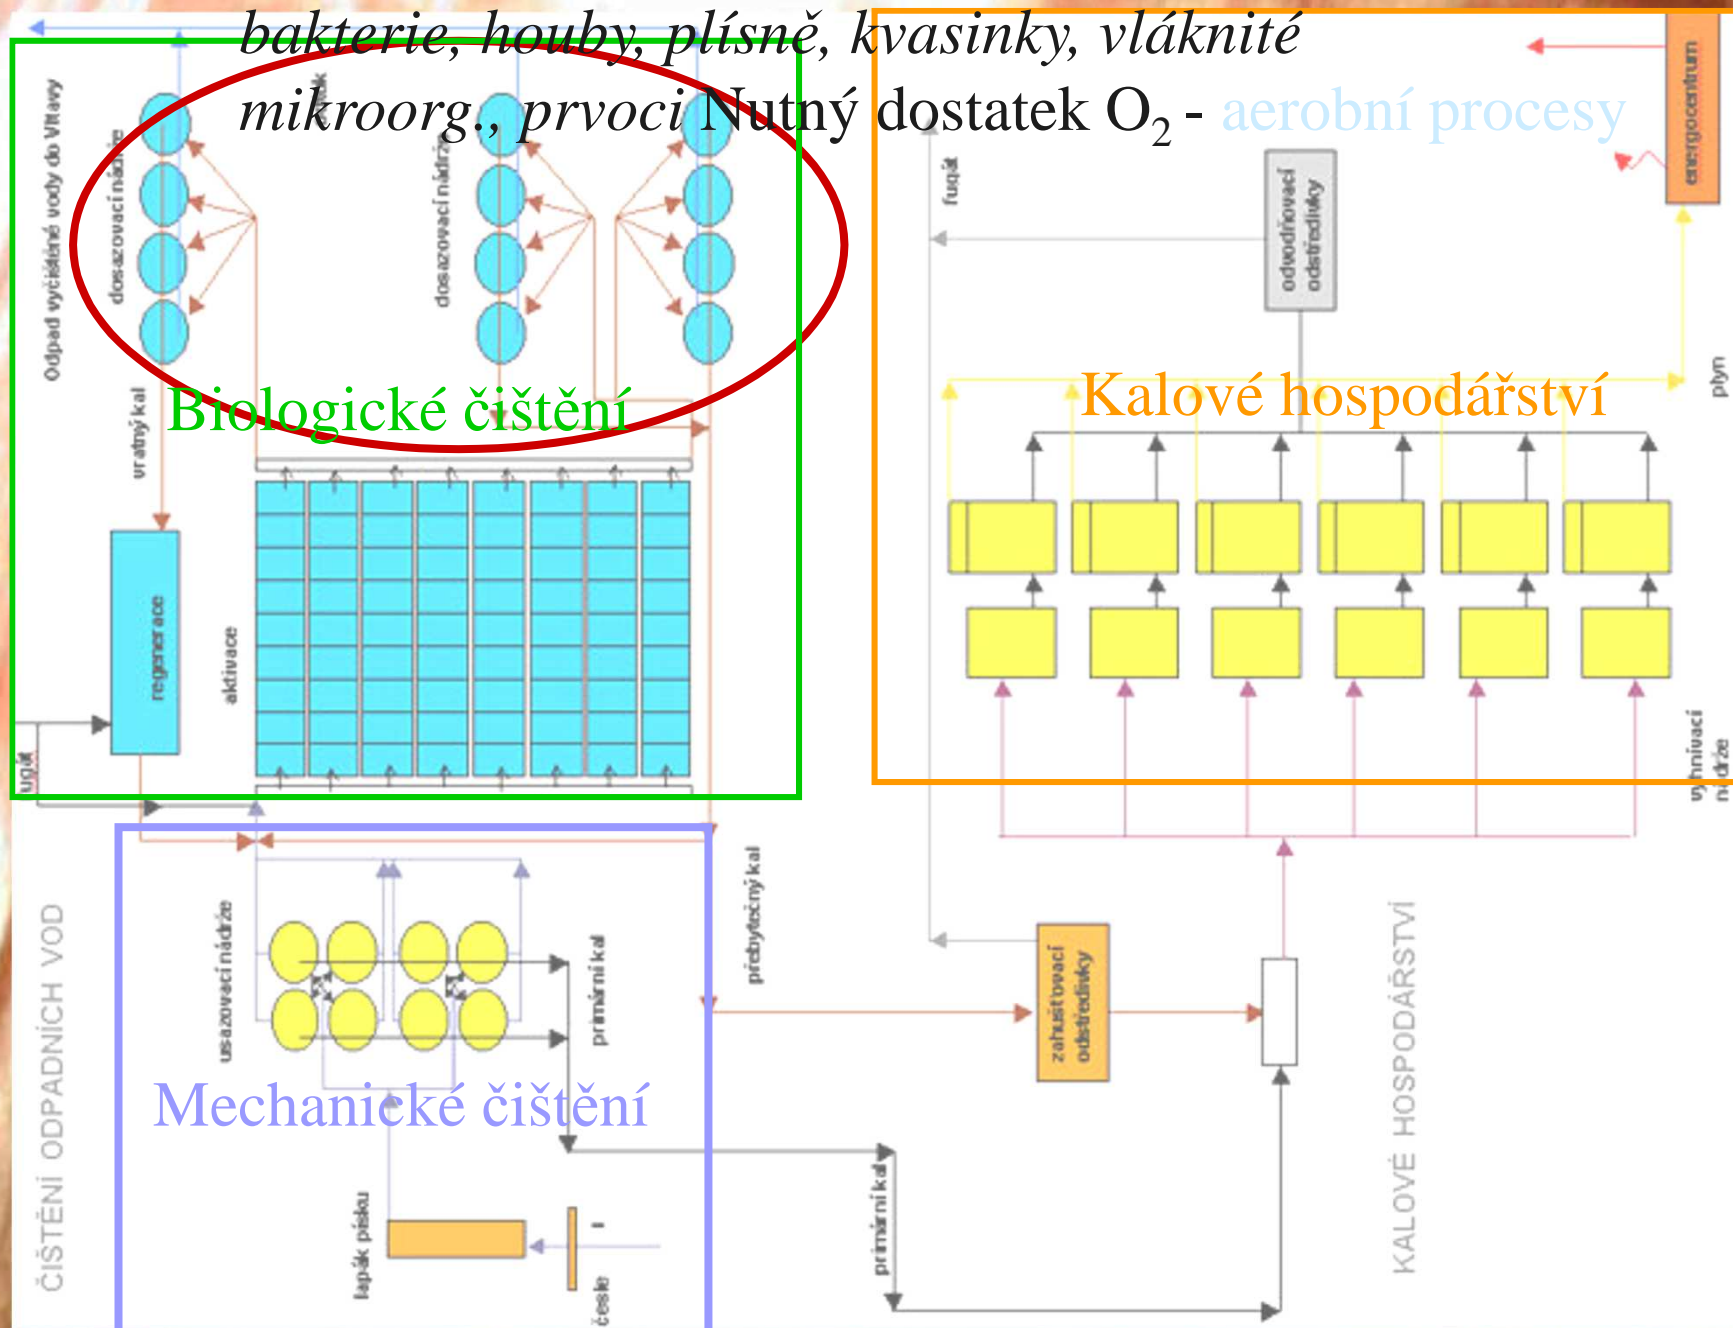 bakterie, houby, plísně, kvasinky, vláknité
mikroorg., prvoci Nutný dostatek O₂ - aerobní procesy
Odpad vyčištěné vody do Vltavy
dosazovací nádrže
dosazovací nádrže
Biologické čištění
vratný kal
regenerace
aktivace
fugát
odvodňovací
odstředivky
energocentrum
plyn
Kalové hospodářství
vyhnívací
nádrže
ČIŠTĚNÍ ODPADNÍCH VOD
usazovací nádrže
primární kal
přebytečný kal
Mechanické čištění
lapák písku
česle
zahušťovací
odstředivky
primární kal
KALOVÉ HOSPODÁŘSTVÍ